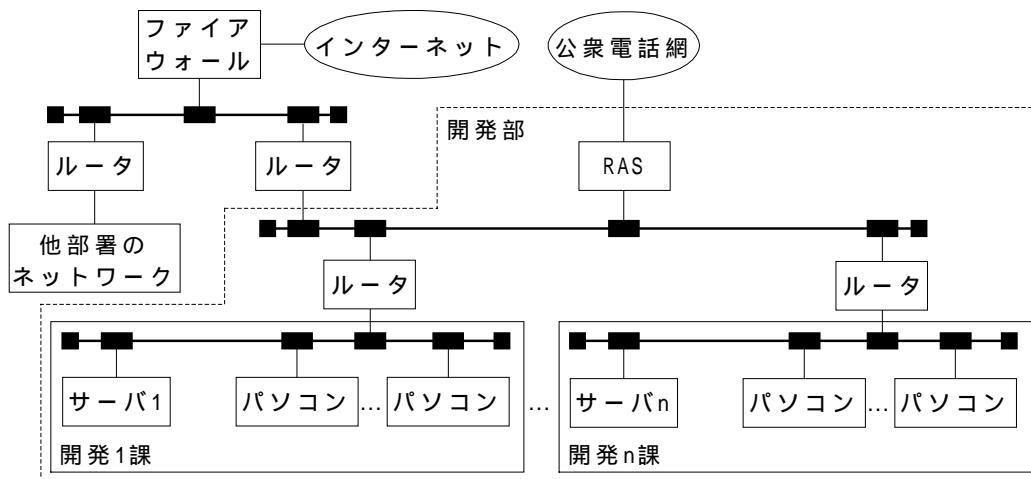 ファイア
ウォール
インターネット
公衆電話網
開発部
ルータ
ルータ
RAS
他部署の
ネットワーク
ルータ
ルータ
サーバ1
パソコン
...
パソコン
...
サーバn
パソコン
...
パソコン
開発1課
開発n課